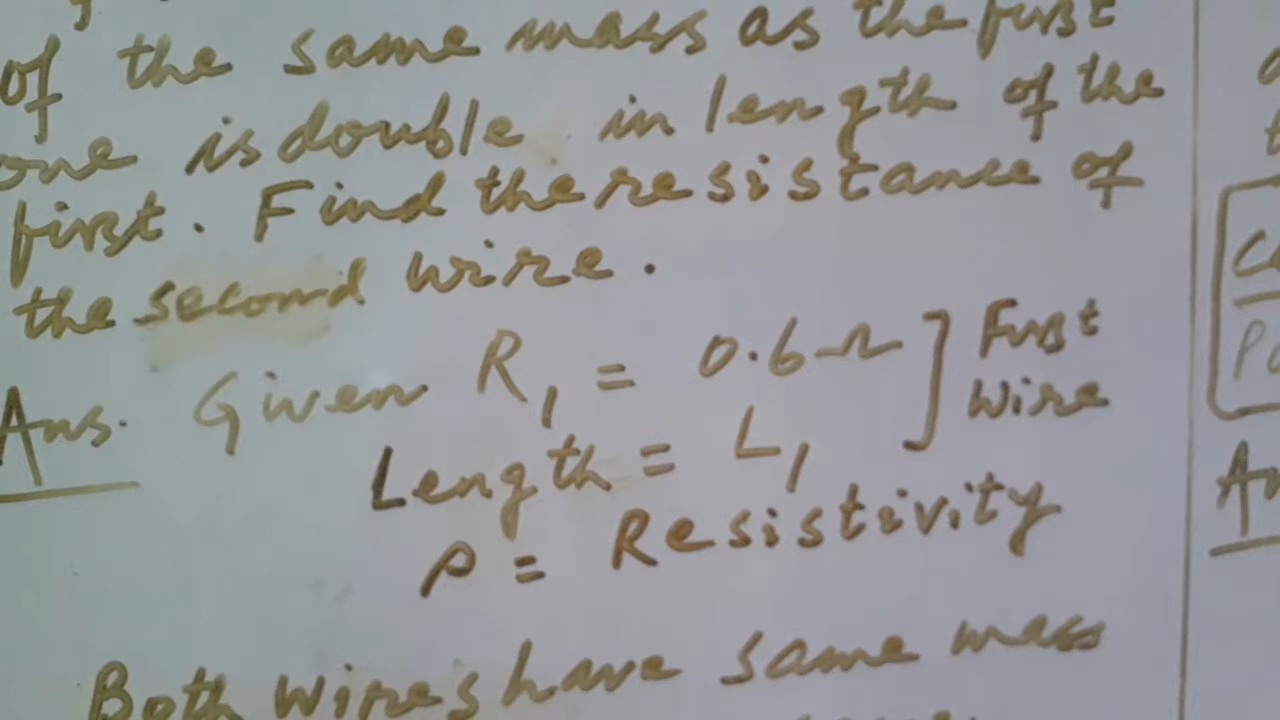 of the same mass as the first
one is double in length of the
first. Find the resistance of
the second wire.
Ans. Given R₁ = 0.6Ω ] First
Wire
Length = L₁
ρ = Resistivity
Both wires have same mass
An